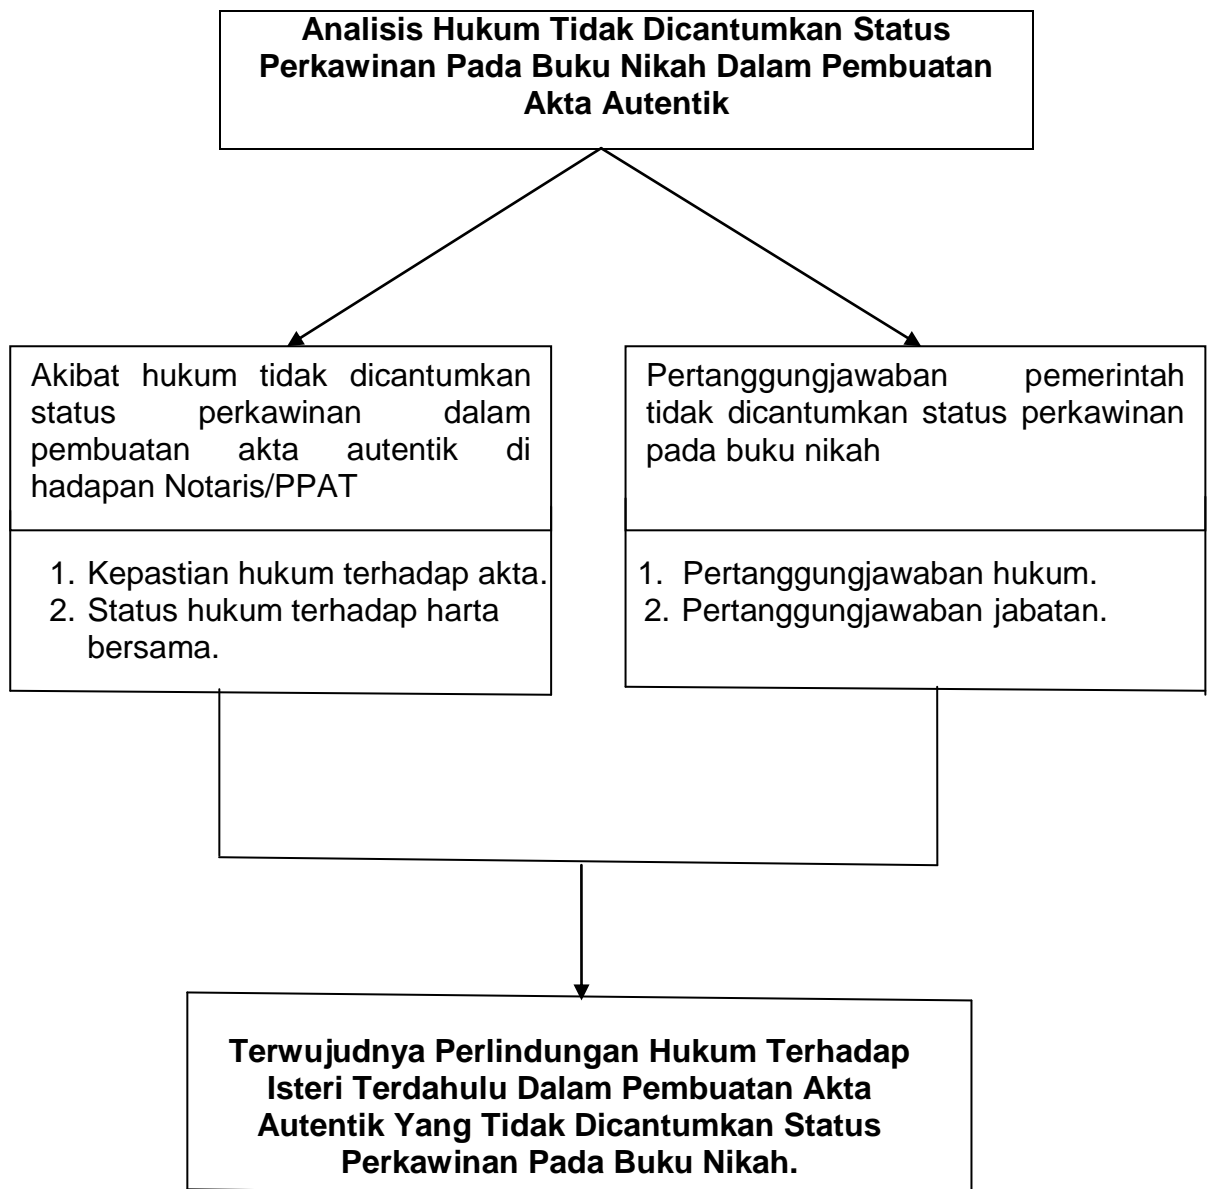 Analisis Hukum Tidak Dicantumkan Status
Perkawinan Pada Buku Nikah Dalam Pembuatan
Akta Autentik
Akibat hukum tidak dicantumkan
status perkawinan dalam
pembuatan akta autentik di
hadapan Notaris/PPAT
1. Kepastian hukum terhadap akta.
2. Status hukum terhadap harta
bersama.
Pertanggungjawaban pemerintah
tidak dicantumkan status perkawinan
pada buku nikah
1. Pertanggungjawaban hukum.
2. Pertanggungjawaban jabatan.
Terwujudnya Perlindungan Hukum Terhadap
Isteri Terdahulu Dalam Pembuatan Akta
Autentik Yang Tidak Dicantumkan Status
Perkawinan Pada Buku Nikah.